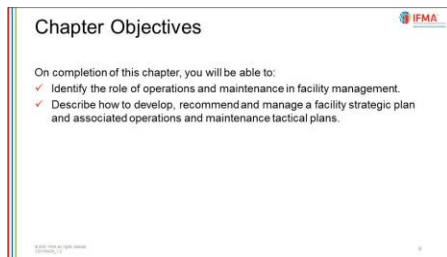 Chapter Objectives
IFMA
On completion of this chapter, you will be able to:
✓ Identify the role of operations and maintenance in facility management.
✓ Describe how to develop, recommend and manage a facility strategic plan
and associated operations and maintenance tactical plans.